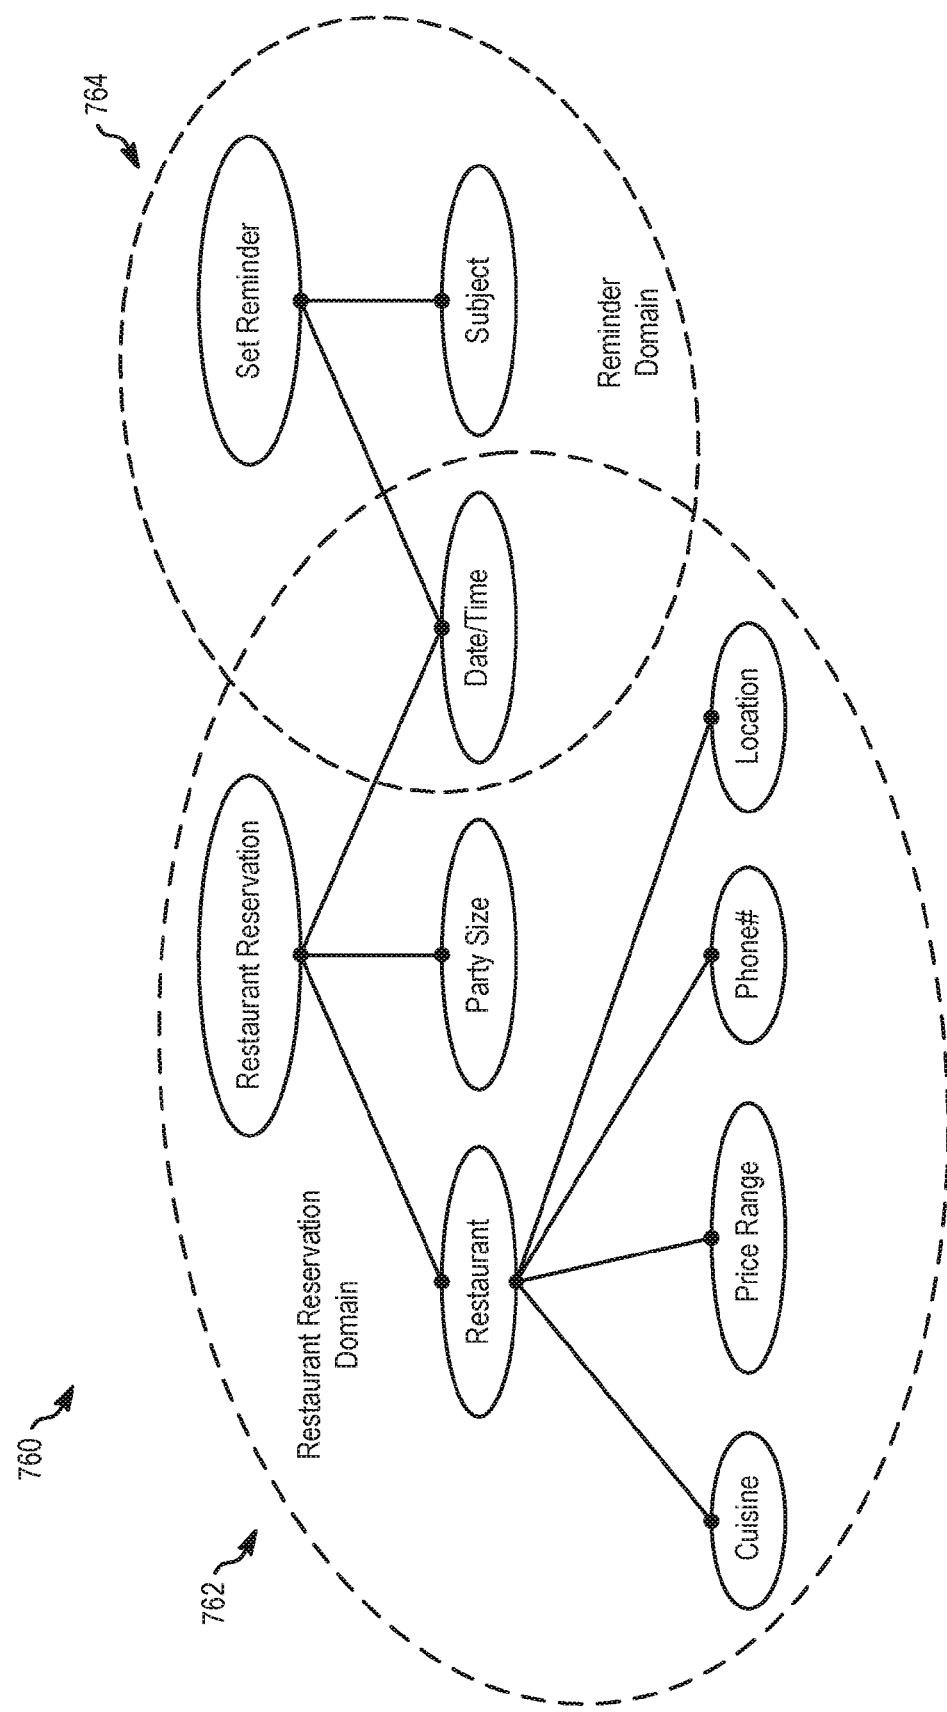 760
762
764
Restaurant Reservation
Domain
Restaurant Reservation
Set Reminder
Restaurant
Party Size
Date/Time
Subject
Reminder
Domain
Cuisine
Price Range
Phone#
Location